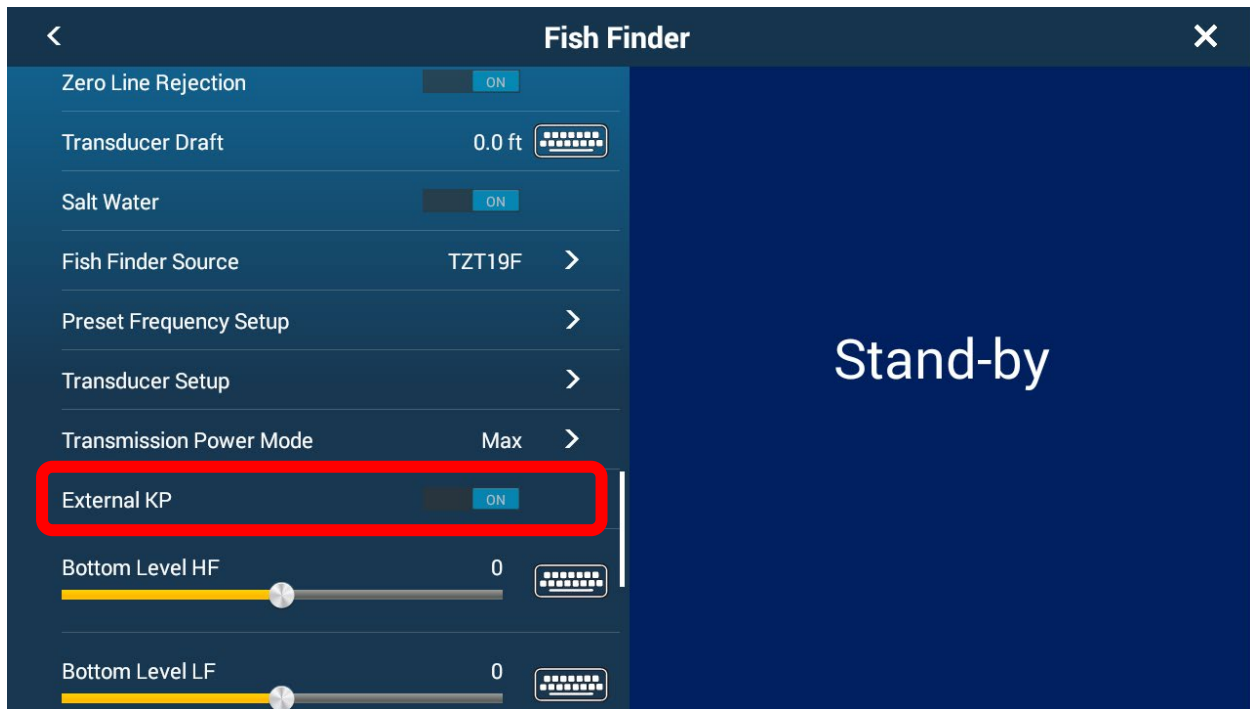 Fish Finder
Zero Line Rejection ON
Transducer Draft 0.0 ft
Salt Water ON
Fish Finder Source TZT19F
Preset Frequency Setup
Transducer Setup
Transmission Power Mode Max
External KP ON
Bottom Level HF 0
Bottom Level LF 0
Stand-by